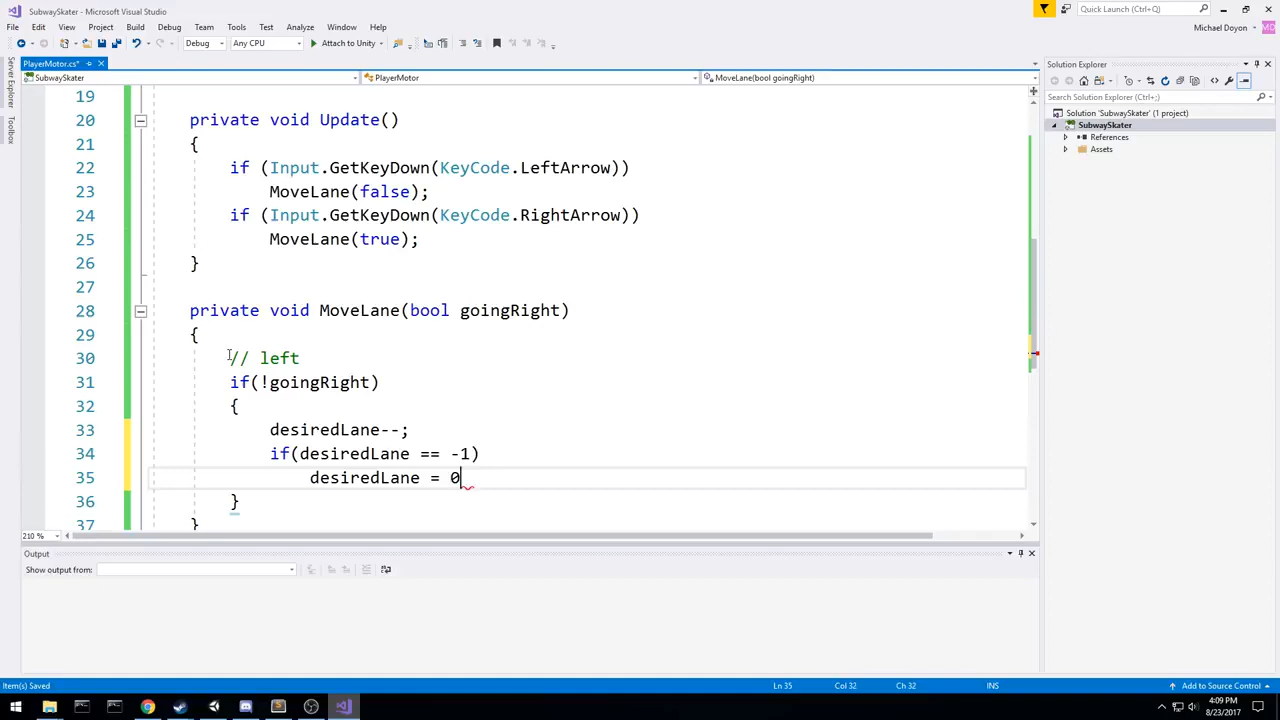 SubwaySkater - Microsoft Visual Studio
Quick Launch (Ctrl+Q)
File Edit View Project Build Debug Team Tools Test Analyze Window Help
Michael Doyon MD
Debug Any CPU Attach to Unity
Server Explorer
Toolbox
PlayerMotor.cs*
SubwaySkater PlayerMotor MoveLane(bool goingRight)
19
20 private void Update()
21 {
22 if (Input.GetKeyDown(KeyCode.LeftArrow))
23 MoveLane(false);
24 if (Input.GetKeyDown(KeyCode.RightArrow))
25 MoveLane(true);
26 }
27
28 private void MoveLane(bool goingRight)
29 {
30 // left
31 if(!goingRight)
32 {
33 desiredLane--;
34 if(desiredLane == -1)
35 desiredLane = 0
36 }
37 }
210 %
Solution Explorer
Search Solution Explorer (Ctrl+;)
Solution 'SubwaySkater' (1 project)
SubwaySkater
References
Assets
Output
Show output from:
Item(s) Saved Ln 35 Col 32 Ch 32 INS Add to Source Control
4:09 PM
8/23/2017